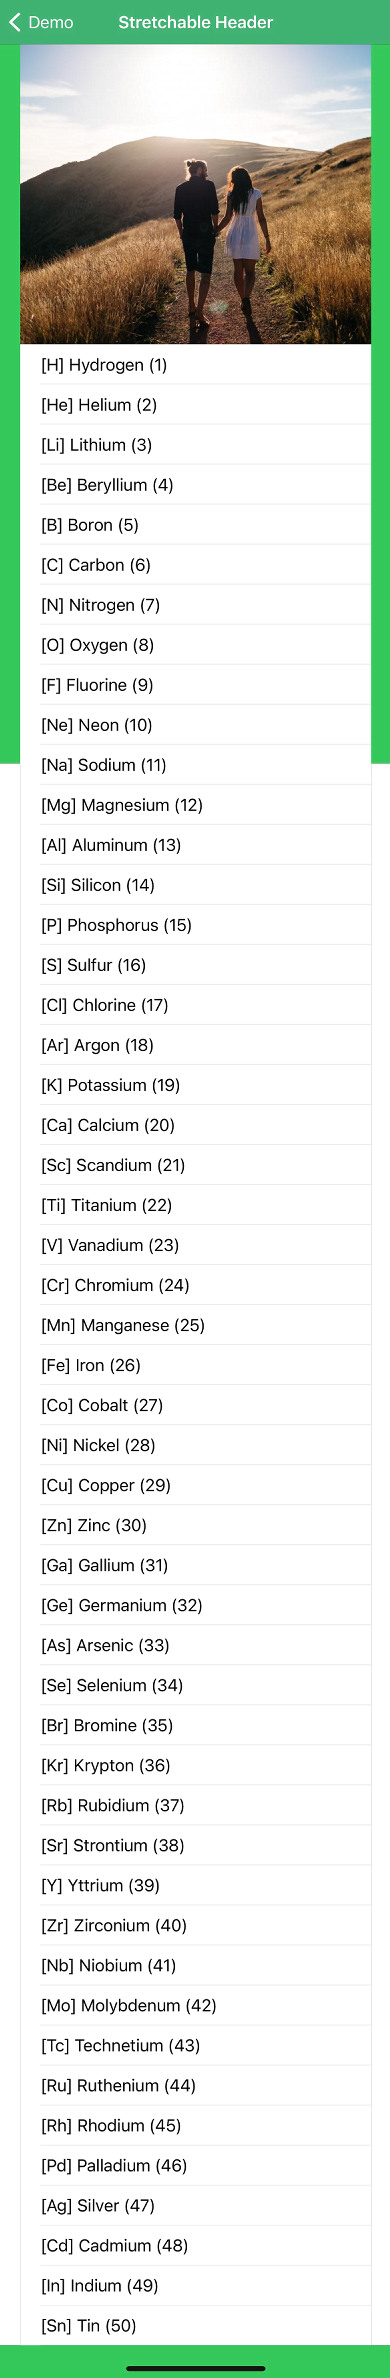 Demo
Stretchable Header
[H] Hydrogen (1)
[He] Helium (2)
[Li] Lithium (3)
[Be] Beryllium (4)
[B] Boron (5)
[C] Carbon (6)
[N] Nitrogen (7)
[O] Oxygen (8)
[F] Fluorine (9)
[Ne] Neon (10)
[Na] Sodium (11)
[Mg] Magnesium (12)
[Al] Aluminum (13)
[Si] Silicon (14)
[P] Phosphorus (15)
[S] Sulfur (16)
[Cl] Chlorine (17)
[Ar] Argon (18)
[K] Potassium (19)
[Ca] Calcium (20)
[Sc] Scandium (21)
[Ti] Titanium (22)
[V] Vanadium (23)
[Cr] Chromium (24)
[Mn] Manganese (25)
[Fe] Iron (26)
[Co] Cobalt (27)
[Ni] Nickel (28)
[Cu] Copper (29)
[Zn] Zinc (30)
[Ga] Gallium (31)
[Ge] Germanium (32)
[As] Arsenic (33)
[Se] Selenium (34)
[Br] Bromine (35)
[Kr] Krypton (36)
[Rb] Rubidium (37)
[Sr] Strontium (38)
[Y] Yttrium (39)
[Zr] Zirconium (40)
[Nb] Niobium (41)
[Mo] Molybdenum (42)
[Tc] Technetium (43)
[Ru] Ruthenium (44)
[Rh] Rhodium (45)
[Pd] Palladium (46)
[Ag] Silver (47)
[Cd] Cadmium (48)
[In] Indium (49)
[Sn] Tin (50)